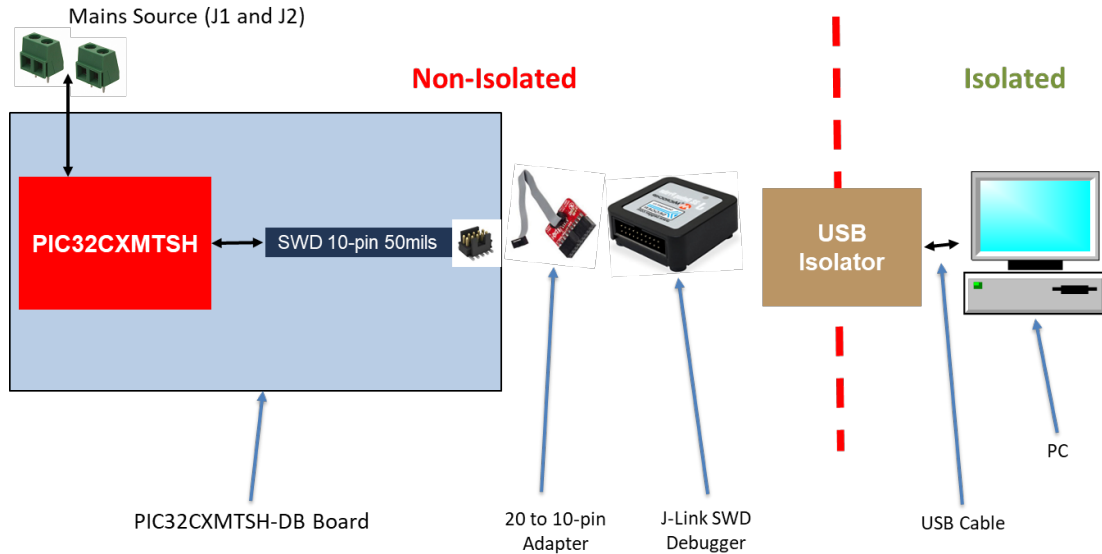 Mains Source (J1 and J2)
Non-Isolated
Isolated
PIC32CXMTSH
SWD 10-pin 50mils
USB
Isolator
PIC32CXMTSH-DB Board
20 to 10-pin
Adapter
J-Link SWD
Debugger
USB Cable
PC